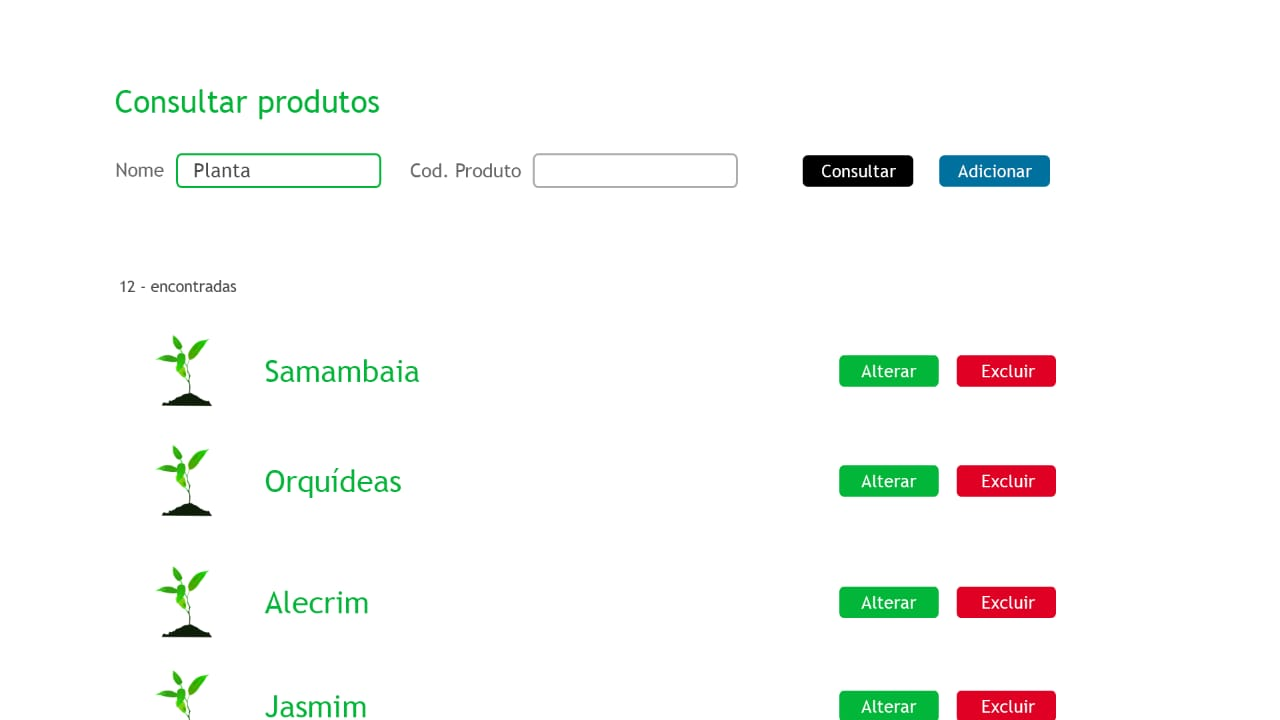 Consultar produtos
Nome Planta Cod. Produto Consultar Adicionar
12 - encontradas
Samambaia Alterar Excluir
Orquídeas Alterar Excluir
Alecrim Alterar Excluir
Jasmim Alterar Excluir